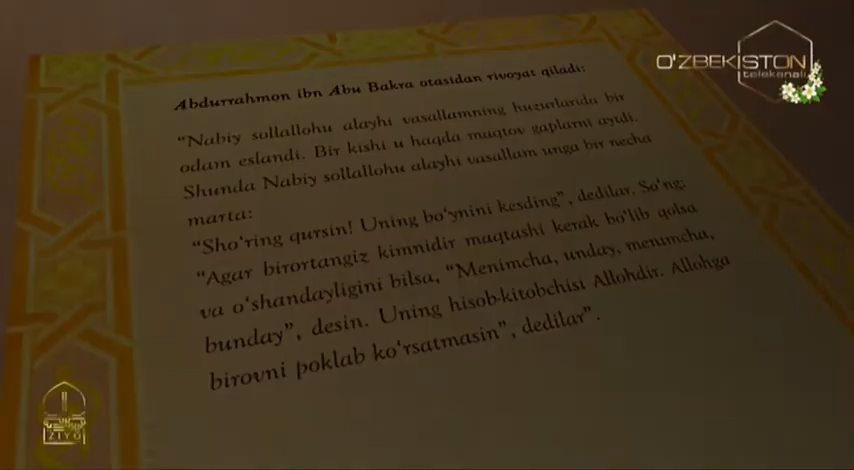 O'ZBEKISTON
telekanali
Abdurrahmon ibn Abu Bakra otasidan rivoyat qiladi:
“Nabiy sollallohu alayhi vasallamning huzurlarida bir
odam eslandi. Bir kishi u haqda maqtov gaplarni aytdi.
Shunda Nabiy sollallohu alayhi vasallam unga bir necha
marta:
“Sho‘ring qursin! Uning bo‘ynini kesding”, dedilar. So‘ng:
“Agar birortangiz kimnidir maqtashi kerak bo‘lib qolsa
va o‘shandayligini bilsa, “Menimcha, unday, menimcha,
bunday”, desin. Uning hisob-kitobchisi Allohdir. Allohga
birovni poklab ko‘rsatmasin”, dedilar”.
ZIYO